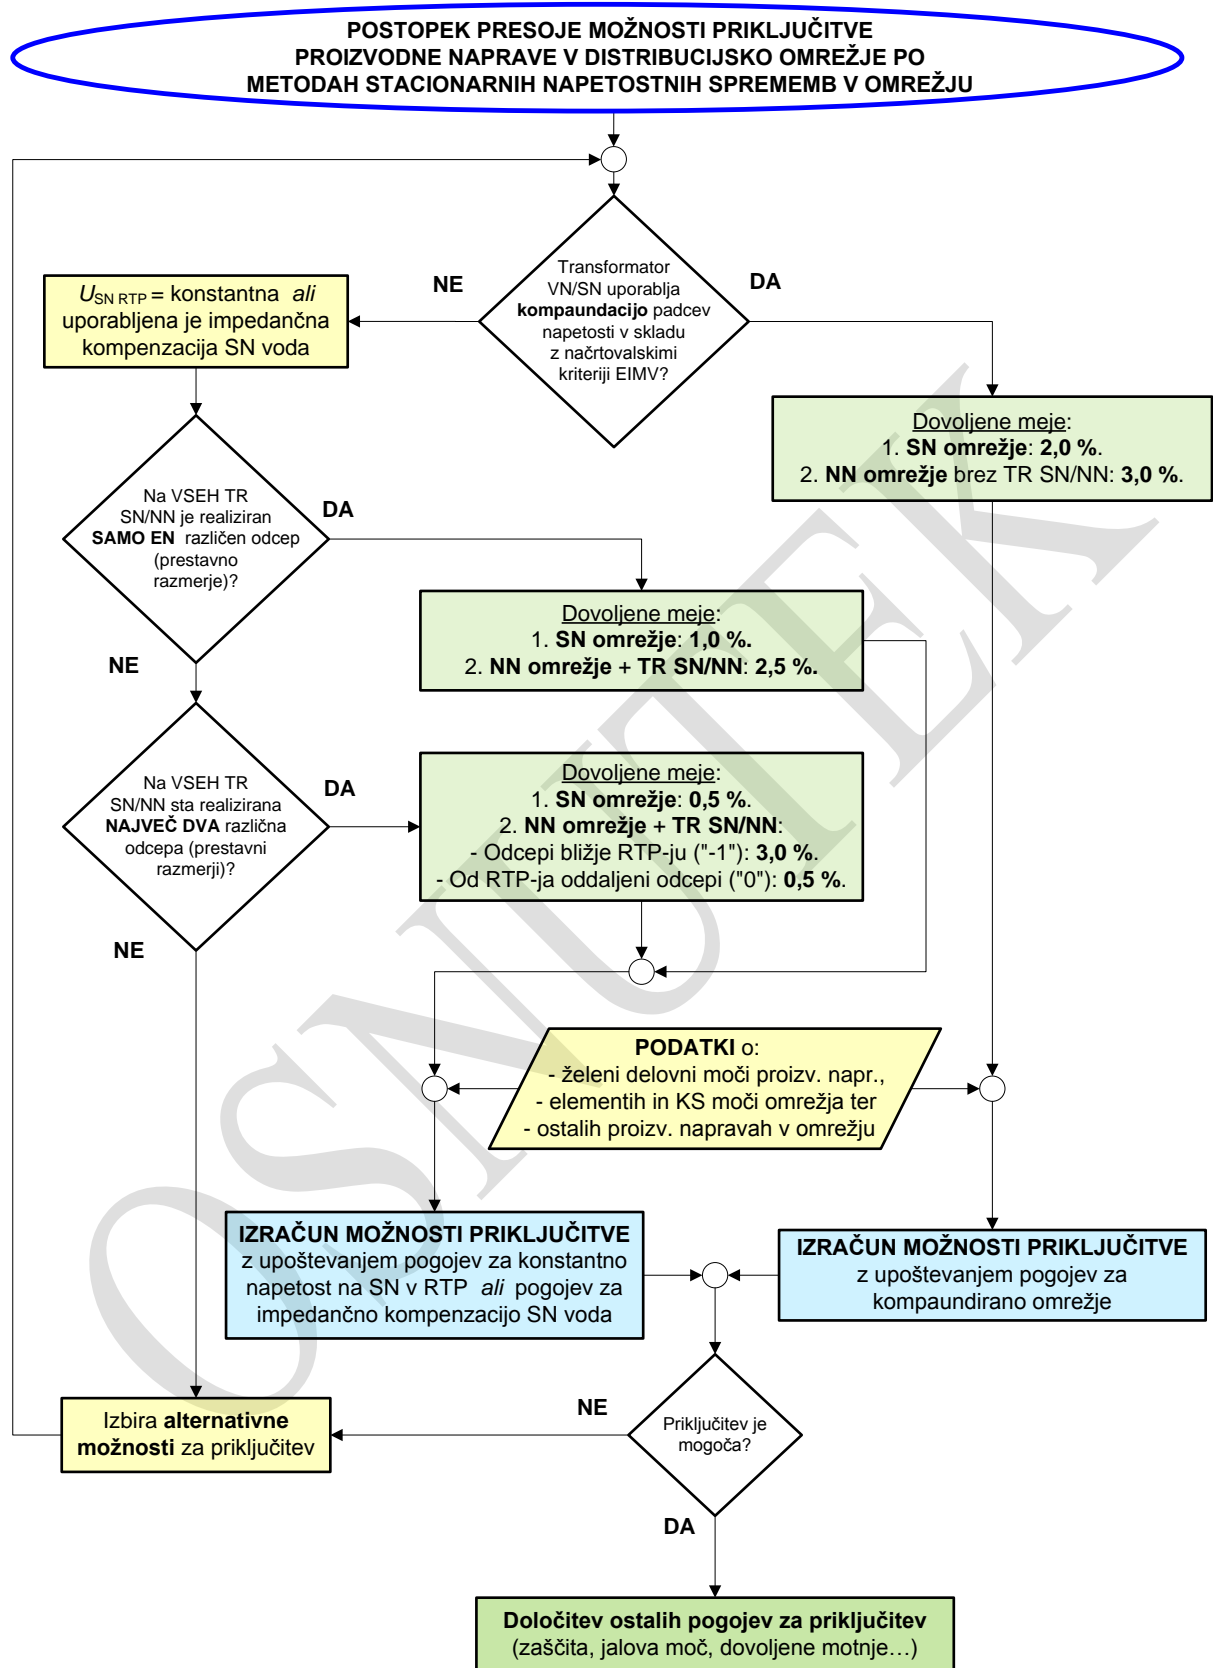 POSTOPEK PRESOJE MOŽNOSTI PRIKLJUČITVE
PROIZVODNE NAPRAVE V DISTRIBUCIJSKO OMREŽJE PO
METODAH STACIONARNIH NAPETOSTNIH SPREMEMB V OMREŽJU
Transformator
VN/SN uporablja
kompaundacijo padcev
napetosti v skladu
z načrtovalskimi
kriteriji EIMV?
NE
DA
U SN RTP = konstantna ali
uporabljena je impedančna
kompenzacija SN voda
Dovoljene meje:
1. SN omrežje: 2,0 %.
2. NN omrežje brez TR SN/NN: 3,0 %.
Na VSEH TR
SN/NN je realiziran
SAMO EN različen odcep
(prestavno
razmerje)?
DA
NE
Dovoljene meje:
1. SN omrežje: 1,0 %.
2. NN omrežje + TR SN/NN: 2,5 %.
Na VSEH TR
SN/NN sta realizirana
NAJVEČ DVA različna
odcepa (prestavni
razmerji)?
DA
NE
Dovoljene meje:
1. SN omrežje: 0,5 %.
2. NN omrežje + TR SN/NN:
- Odcepi bližje RTP-ju ("-1"): 3,0 %.
- Od RTP-ja oddaljeni odcepi ("0"): 0,5 %.
PODATKI o:
- želeni delovni moči proizv. napr.,
- elementih in KS moči omrežja ter
- ostalih proizv. napravah v omrežju
IZRAČUN MOŽNOSTI PRIKLJUČITVE
z upoštevanjem pogojev za konstantno
napetost na SN v RTP ali pogojev za
impedančno kompenzacijo SN voda
IZRAČUN MOŽNOSTI PRIKLJUČITVE
z upoštevanjem pogojev za
kompaundirano omrežje
Priključitev je
mogoča?
NE
DA
Izbira alternativne
možnosti za priključitev
Določitev ostalih pogojev za priključitev
(zaščita, jalova moč, dovoljene motnje…)
OSNUTEK